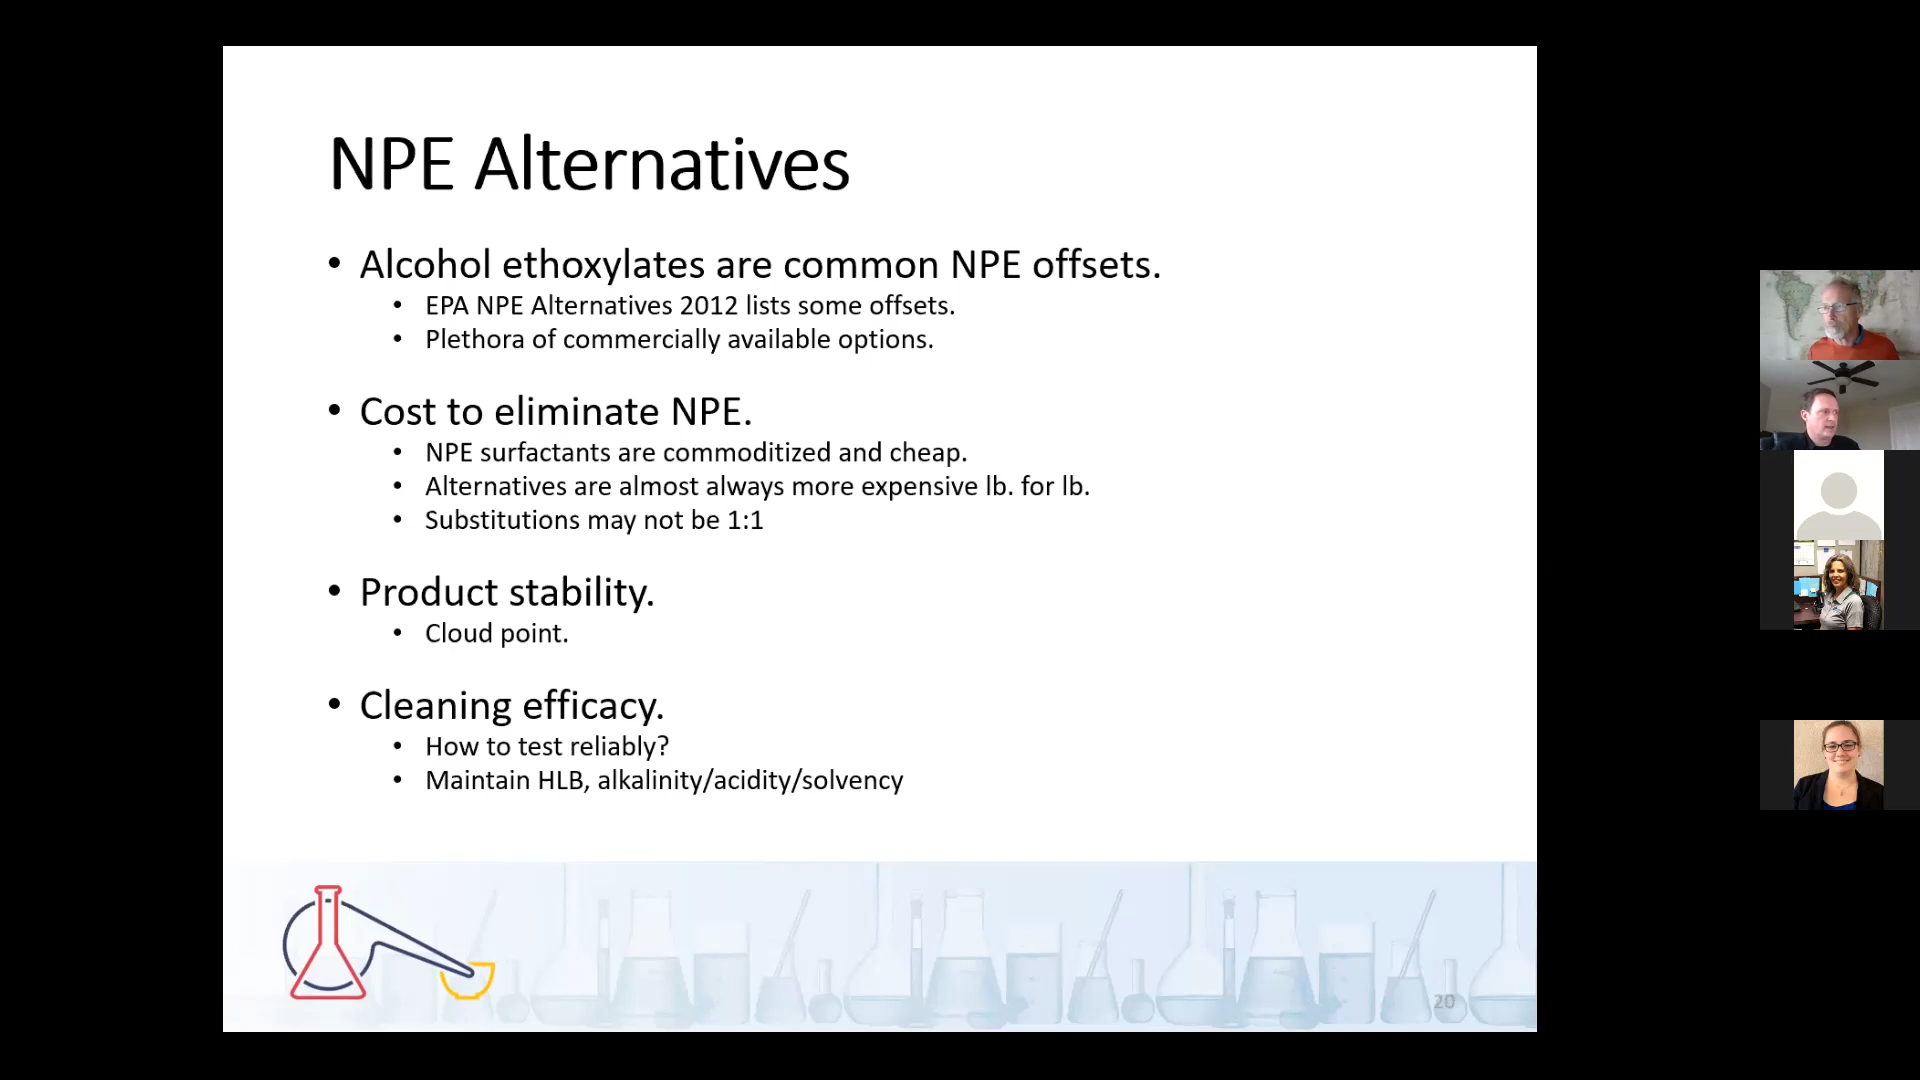 NPE Alternatives
• Alcohol ethoxylates are common NPE offsets.
• EPA NPE Alternatives 2012 lists some offsets.
• Plethora of commercially available options.
• Cost to eliminate NPE.
• NPE surfactants are commoditized and cheap.
• Alternatives are almost always more expensive lb. for lb.
• Substitutions may not be 1:1
• Product stability.
• Cloud point.
• Cleaning efficacy.
• How to test reliably?
• Maintain HLB, alkalinity/acidity/solvency
20